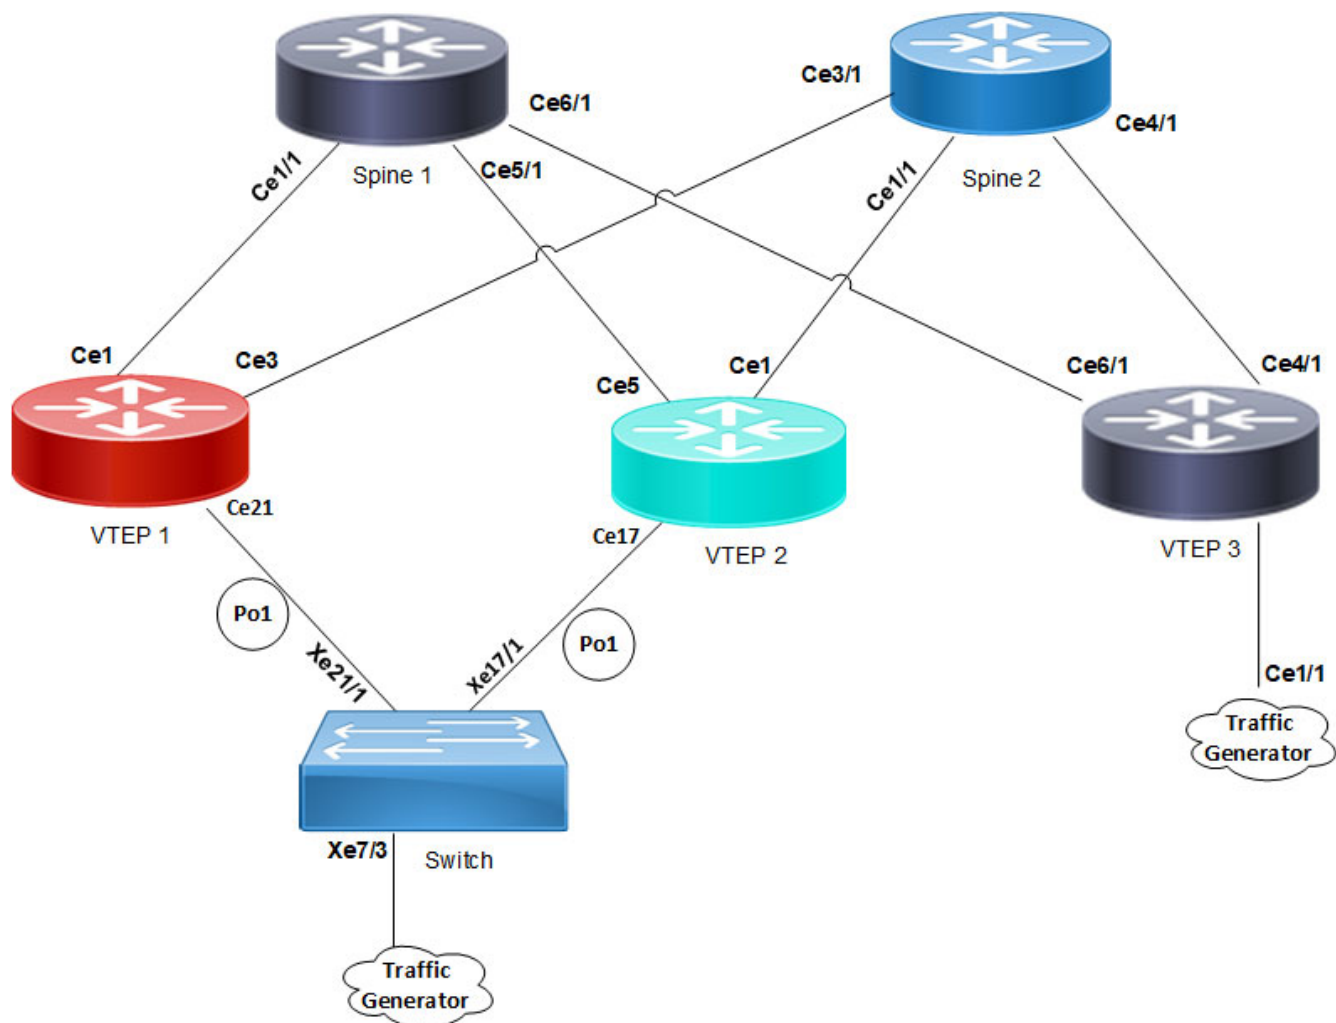 Ce3/1
Ce6/1
Ce4/1
Ce1/1
Spine 1
Ce5/1
Ce1/1
Spine 2
Ce1
Ce3
Ce5
Ce1
Ce6/1
Ce4/1
Ce21
VTEP 1
Ce17
VTEP 2
VTEP 3
Po1
Po1
Xe21/1
Xe17/1
Ce1/1
Traffic
Generator
Xe7/3
Switch
Traffic
Generator